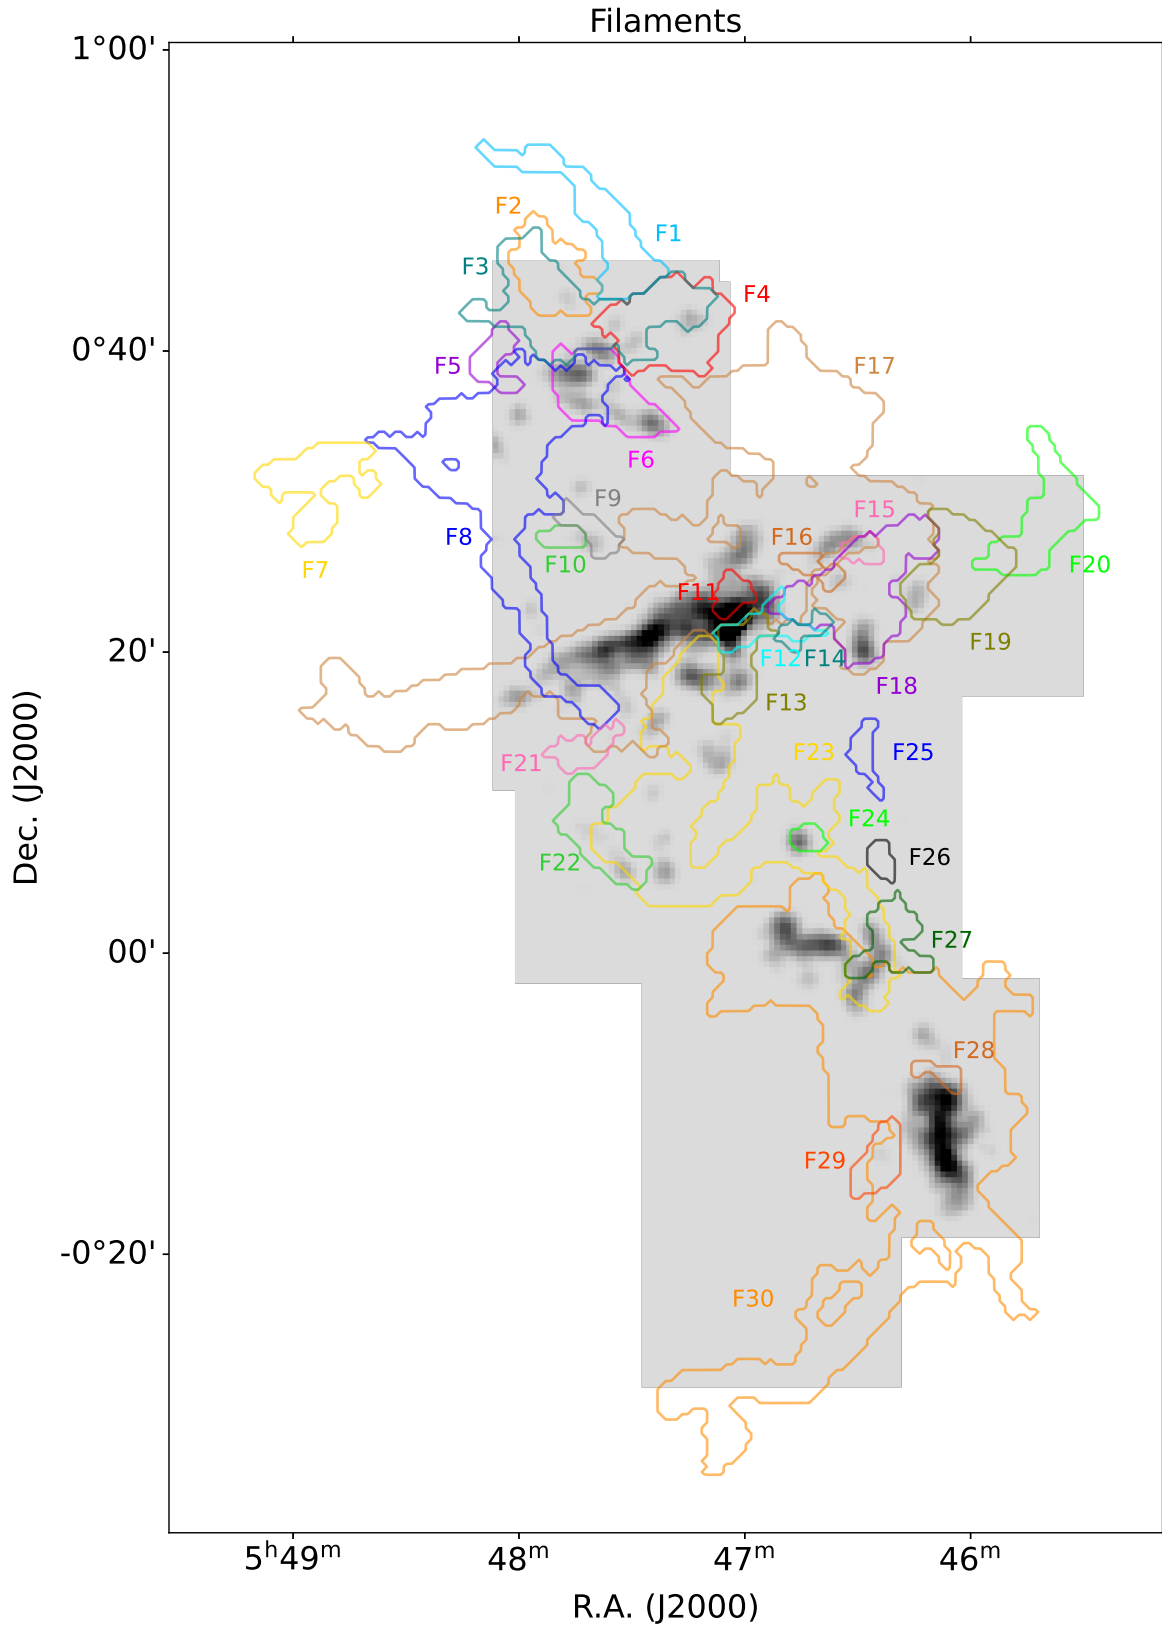 Filaments
1°00'
F2
F1
F3
F4
0°40'
F5
F17
F6
F9
F15
F8
F16
F7
F10
F20
F11
F19
20'
F12
F14
F18
F13
F21
F23
F25
F24
F22
F26
00'
F27
F28
F29
-0°20'
F30
Dec. (J2000)
5ʰ49ᵐ
48ᵐ
47ᵐ
46ᵐ
R.A. (J2000)